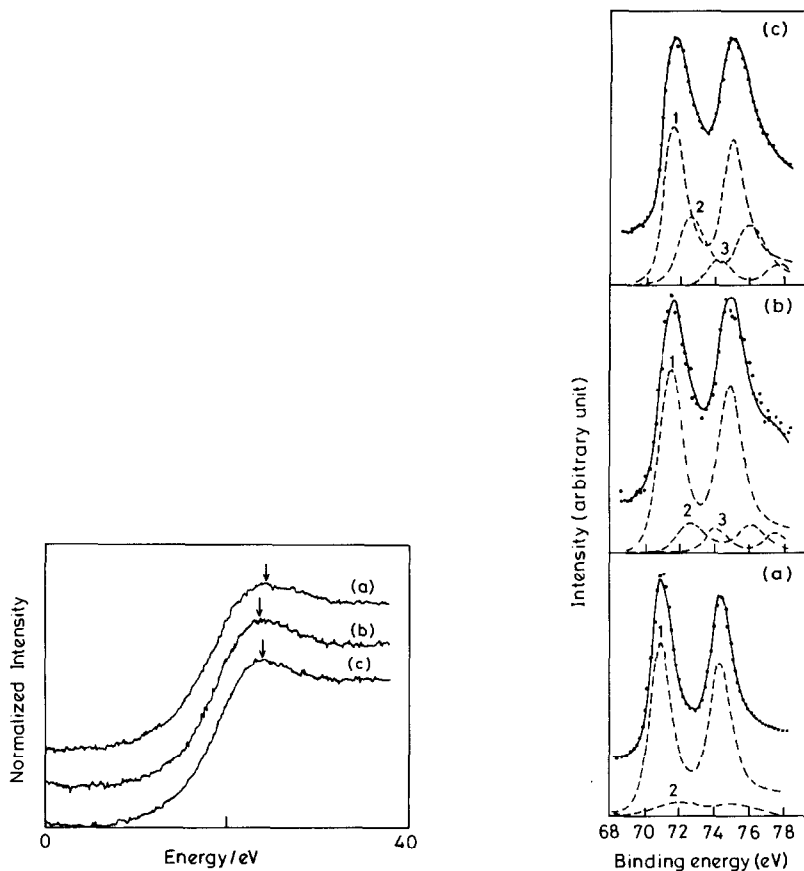 (a)
(b)
(c)
Normalized Intensity
0
40
Energy/eV
(c)
1
2
3
(b)
1
2
3
(a)
1
2
Intensity (arbitrary unit)
68 70 72 74 76 78
Binding energy (eV)